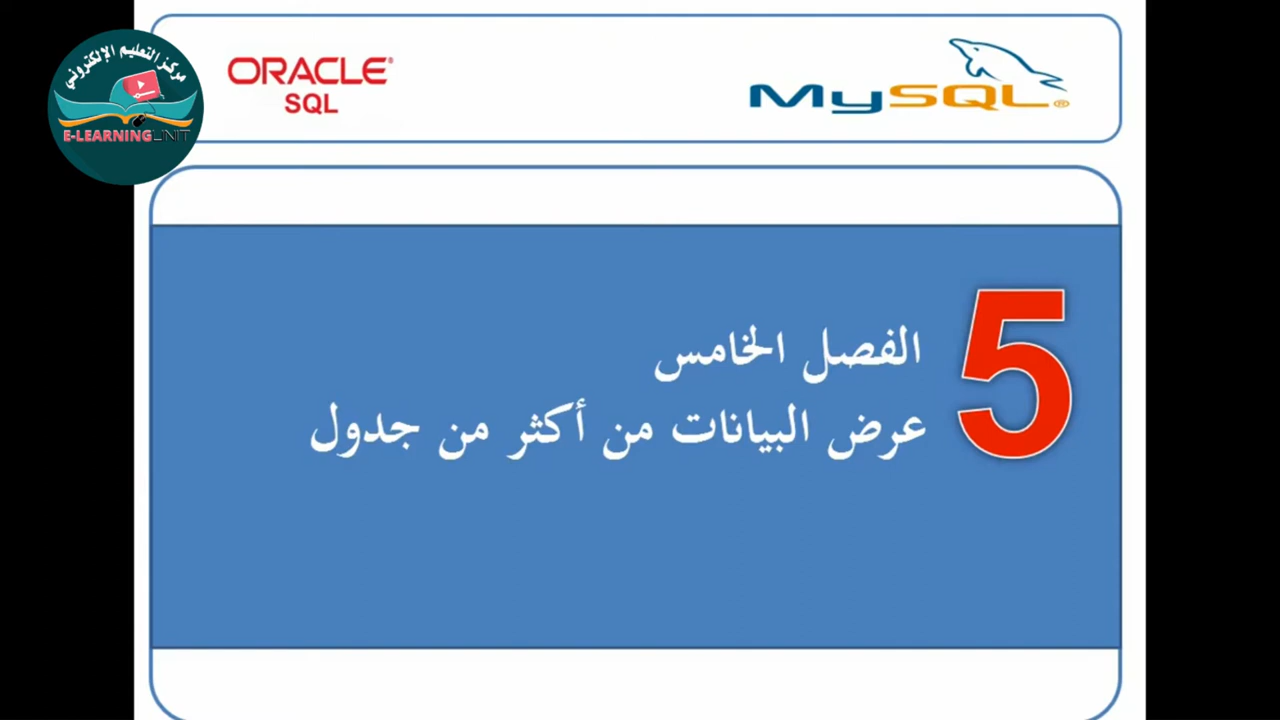 مركز التعليم الإلكتروني
E-LEARNING UNIT
ORACLE®
SQL
MySQL®
5
الفصل الخامس
عرض البيانات من أكثر من جدول